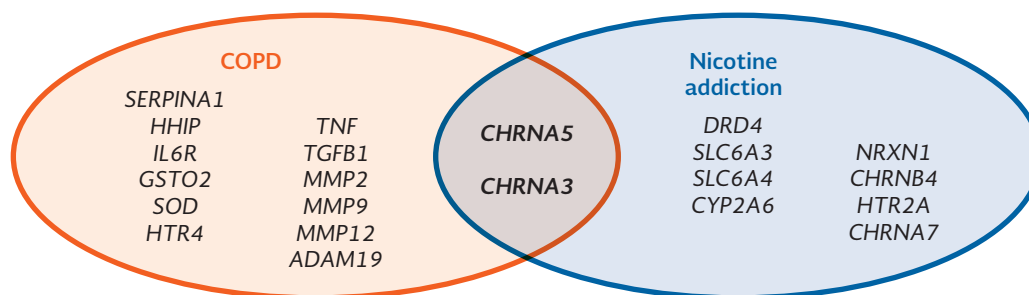 COPD
SERPINA1
HHIP
IL6R
GSTO2
SOD
HTR4
TNF
TGFB1
MMP2
MMP9
MMP12
ADAM19
CHRNA5
CHRNA3
Nicotine
addiction
DRD4
SLC6A3
SLC6A4
CYP2A6
NRXN1
CHRNB4
HTR2A
CHRNA7